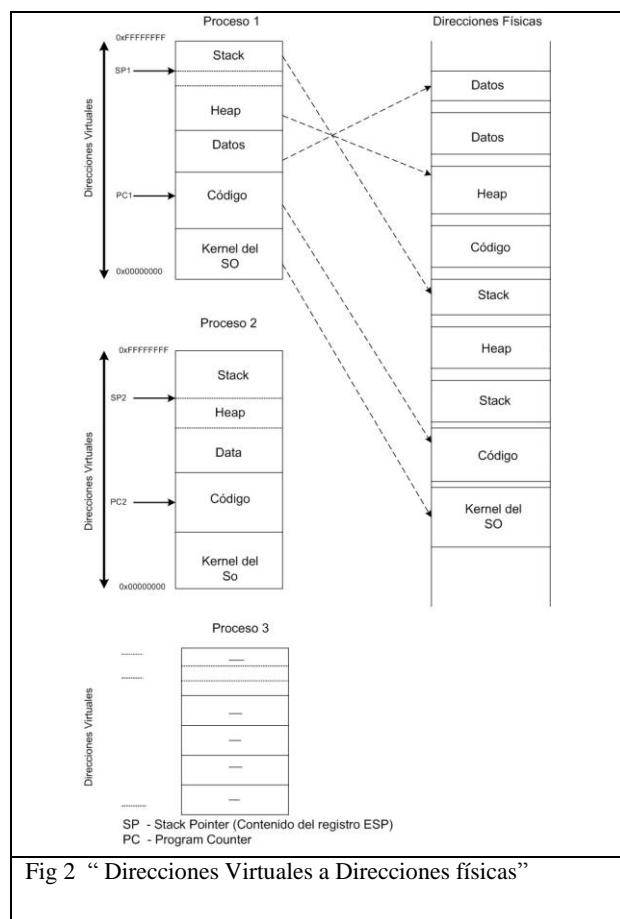 Proceso 1
Direcciones Físicas
0xFFFFFFFF
Stack
SP1
Heap
Datos
Direcciones Virtuales
PC1
Código
Kernel del
SO
0x00000000
Datos
Datos
Heap
Código
Stack
Heap
Stack
Código
Kernel del
SO
Proceso 2
0xFFFFFFFF
Stack
SP2
Heap
Data
Direcciones Virtuales
PC2
Código
Kernel del
So
0x00000000
Proceso 3
Direcciones Virtuales
SP - Stack Pointer (Contenido del registro ESP)
PC - Program Counter
Fig 2 “ Direcciones Virtuales a Direcciones físicas”